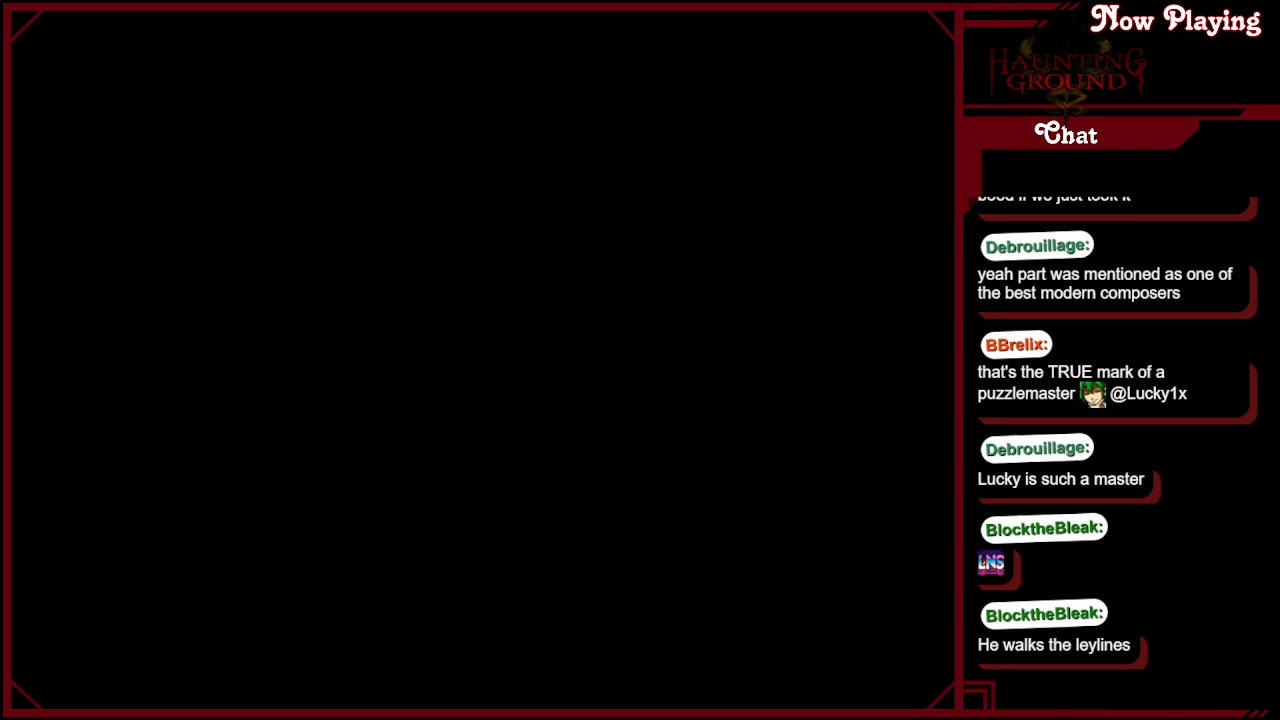 Now Playing
HAUNTING
GROUND
Chat
Debrouillage:
yeah part was mentioned as one of
the best modern composers
BBrelix:
that's the TRUE mark of a
puzzlemaster @Lucky1x
Debrouillage:
Lucky is such a master
BlocktheBleak:
LNS
BlocktheBleak:
He walks the leylines